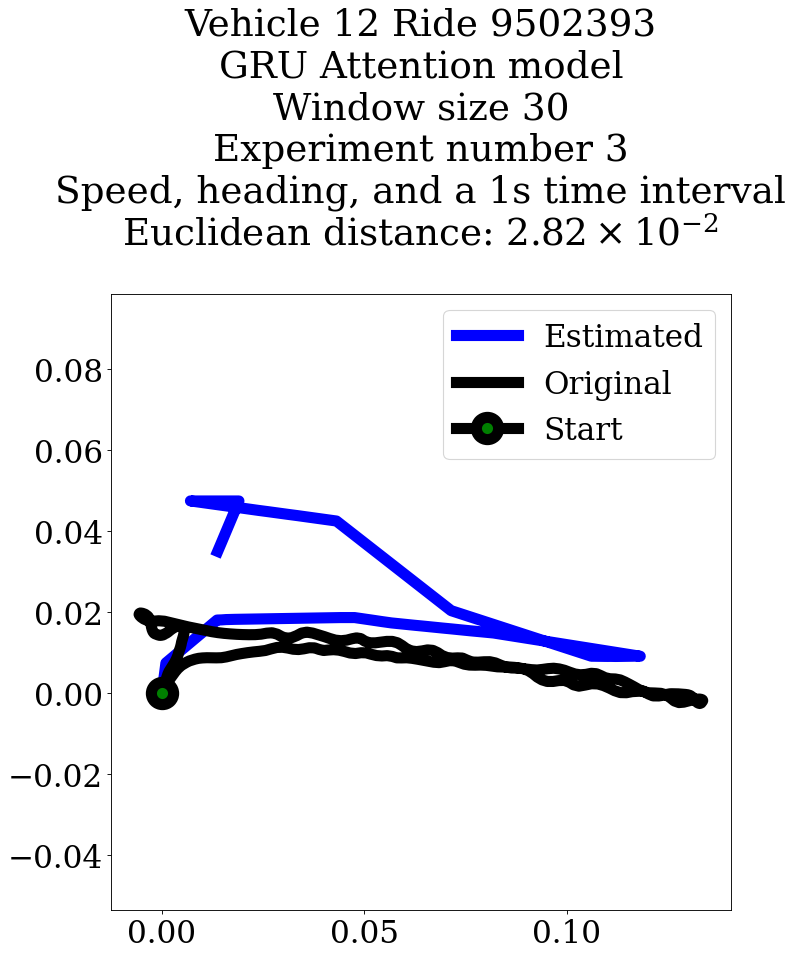 Vehicle 12 Ride 9502393
GRU Attention model
Window size 30
Experiment number 3
Speed, heading, and a 1s time interval
Euclidean distance: 2.82 × 10⁻²
Estimated
Original
Start
0.08
0.06
0.04
0.02
0.00
−0.02
−0.04
0.00 0.05 0.10